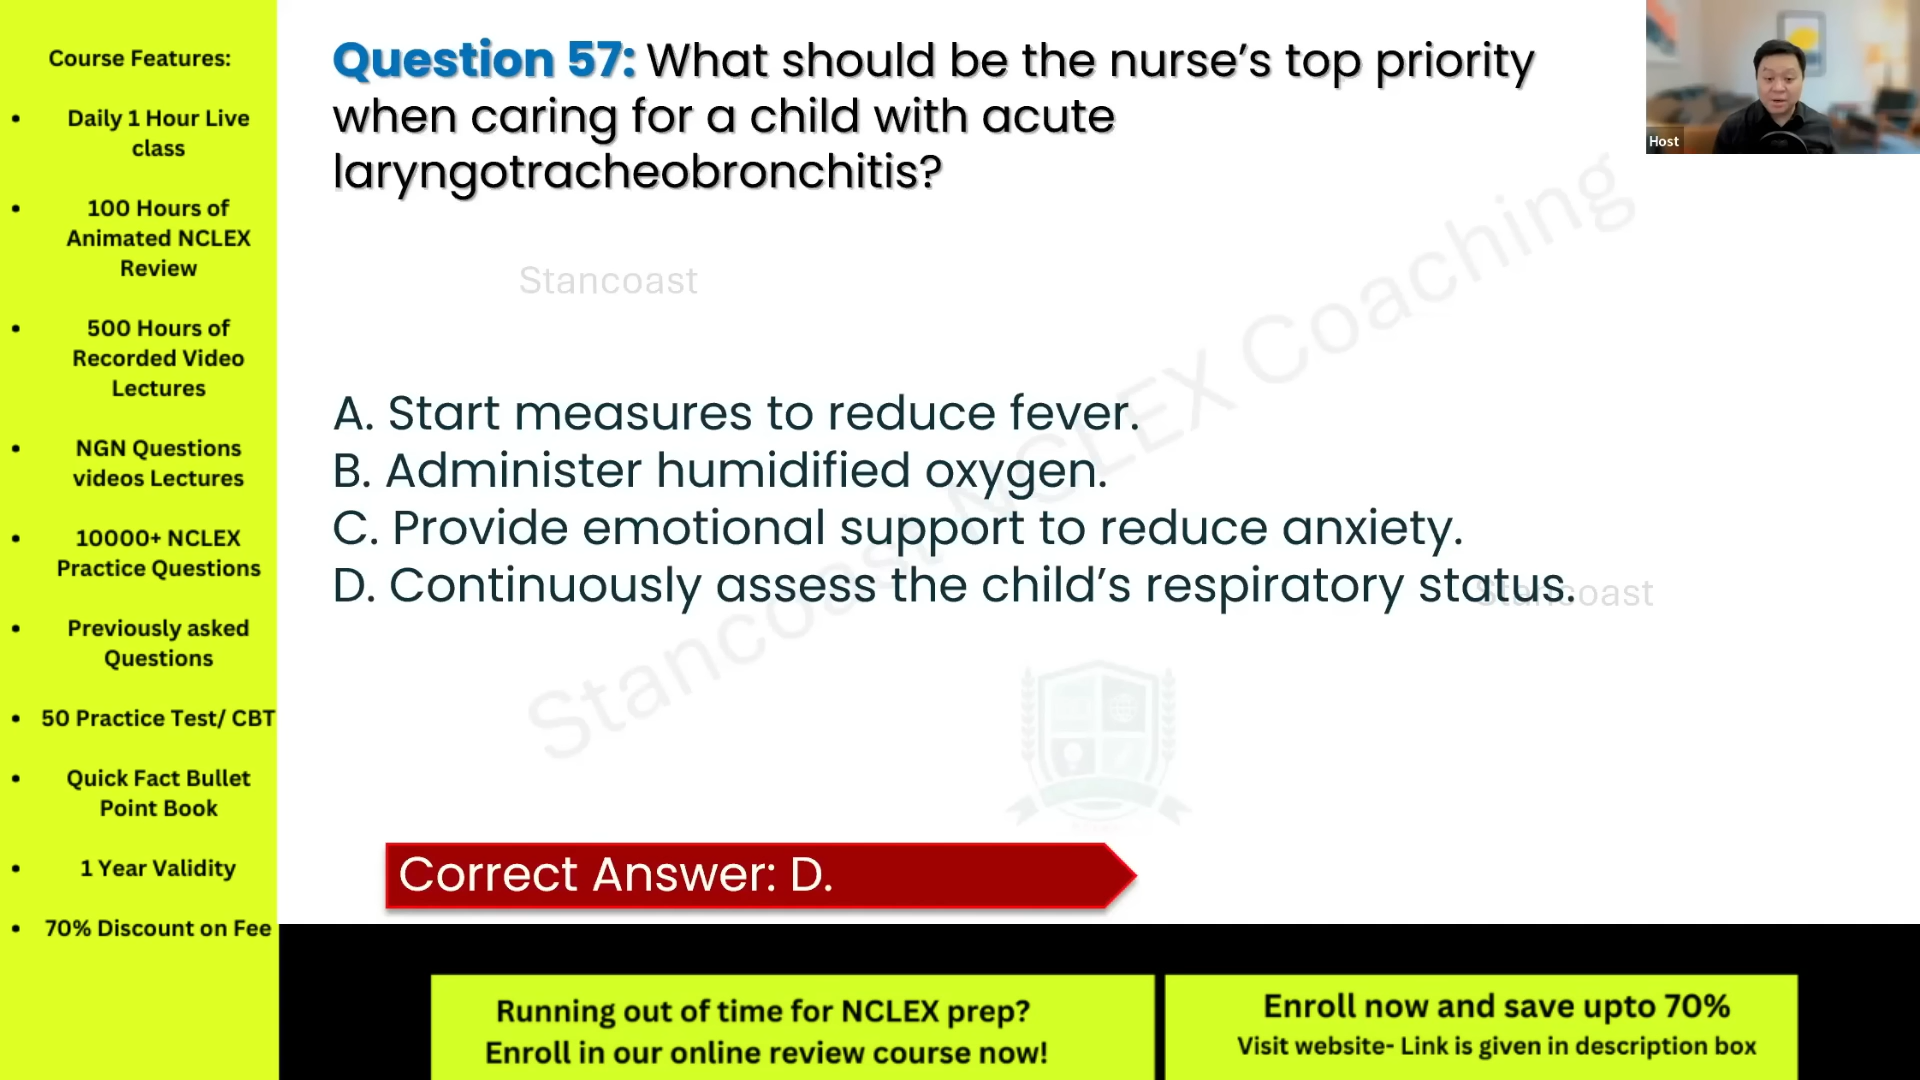 Course Features:
• Daily 1 Hour Live
class
• 100 Hours of
Animated NCLEX
Review
• 500 Hours of
Recorded Video
Lectures
• NGN Questions
videos Lectures
• 10000+ NCLEX
Practice Questions
• Previously asked
Questions
• 50 Practice Test/ CBT
• Quick Fact Bullet
Point Book
• 1 Year Validity
• 70% Discount on Fee
Question 57: What should be the nurse’s top priority
when caring for a child with acute
laryngotracheobronchitis?
Host
Stancoast
Stancoast NCLEX Coaching
A. Start measures to reduce fever.
B. Administer humidified oxygen.
C. Provide emotional support to reduce anxiety.
D. Continuously assess the child’s respiratory status.
Stancoast
Correct Answer: D.
Running out of time for NCLEX prep?
Enroll in our online review course now!
Enroll now and save upto 70%
Visit website- Link is given in description box